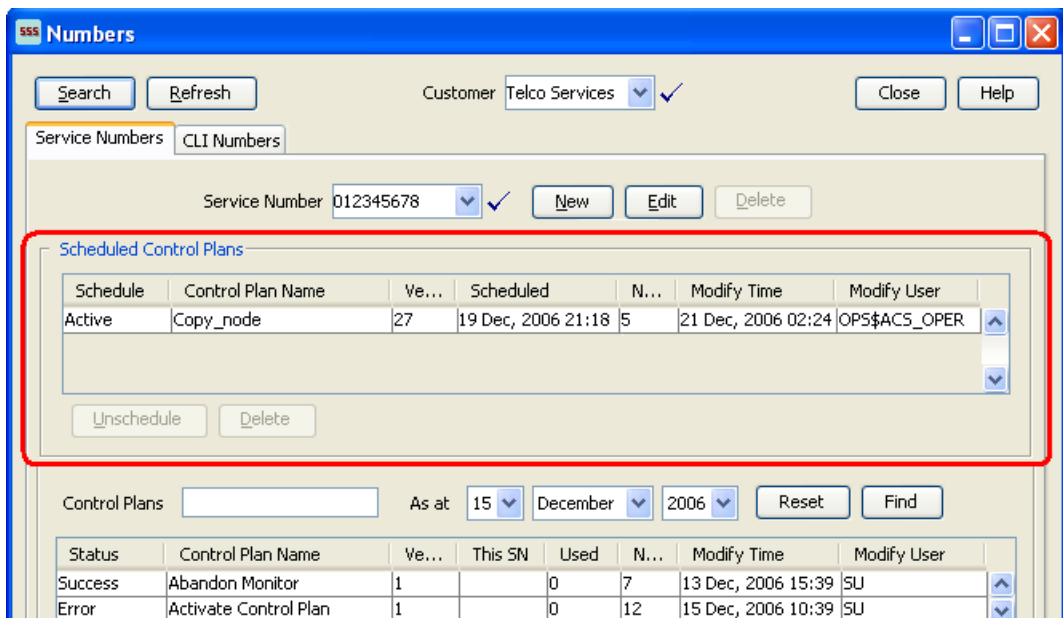 SSS Numbers
Search Refresh Customer Telco Services Close Help
Service Numbers CLI Numbers
Service Number 012345678 New Edit Delete
Scheduled Control Plans
Schedule Control Plan Name Ve... Scheduled N... Modify Time Modify User
Active Copy_node 27 19 Dec, 2006 21:18 5 21 Dec, 2006 02:24 OPS$ACS_OPER
Unschedule Delete
Control Plans As at 15 December 2006 Reset Find
Status Control Plan Name Ve... This SN Used N... Modify Time Modify User
Success Abandon Monitor 1 0 7 13 Dec, 2006 15:39 SU
Error Activate Control Plan 1 0 12 15 Dec, 2006 10:39 SU